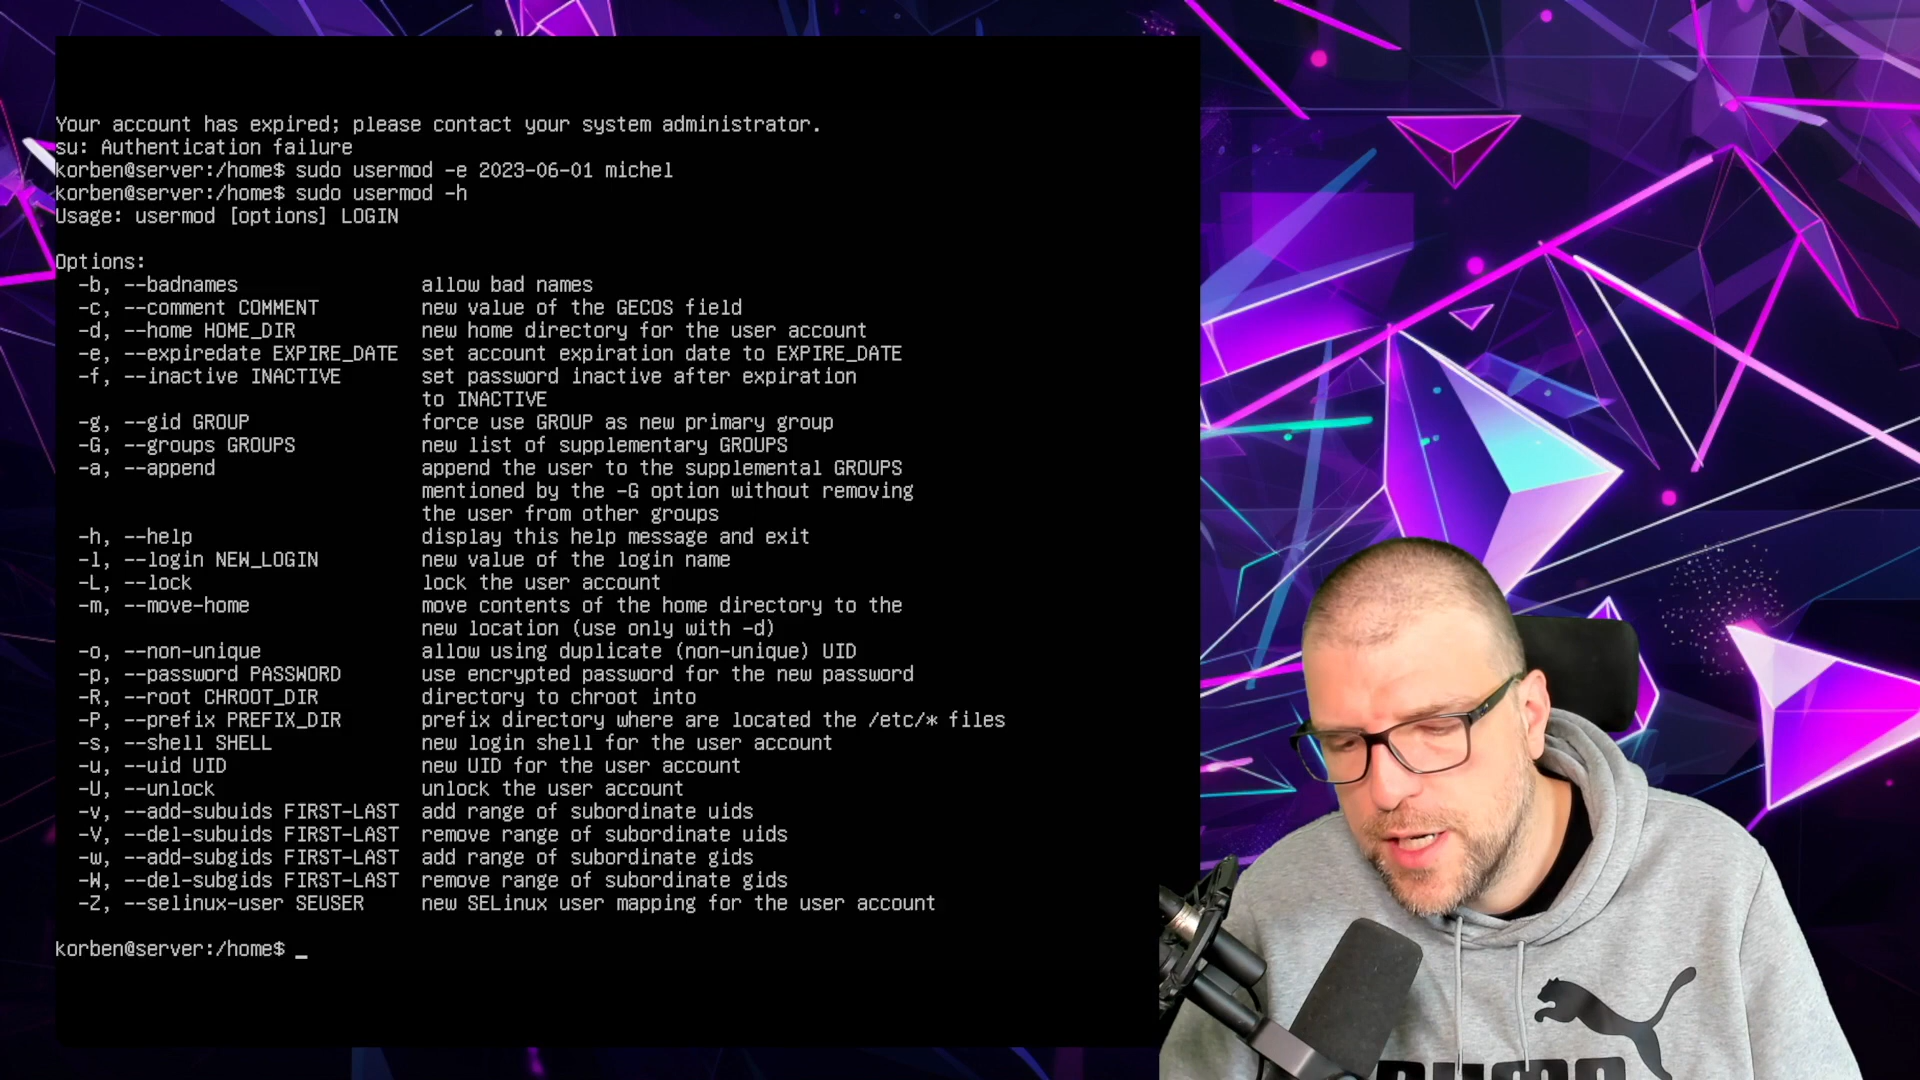 Your account has expired; please contact your system administrator.
su: Authentication failure
korben@server:/home$ sudo usermod -e 2023-06-01 michel
korben@server:/home$ sudo usermod -h
Usage: usermod [options] LOGIN
Options:
-b, --badnames allow bad names
-c, --comment COMMENT new value of the GECOS field
-d, --home HOME_DIR new home directory for the user account
-e, --expiredate EXPIRE_DATE set account expiration date to EXPIRE_DATE
-f, --inactive INACTIVE set password inactive after expiration
to INACTIVE
-g, --gid GROUP force use GROUP as new primary group
-G, --groups GROUPS new list of supplementary GROUPS
-a, --append append the user to the supplemental GROUPS
mentioned by the -G option without removing
the user from other groups
-h, --help display this help message and exit
-l, --login NEW_LOGIN new value of the login name
-L, --lock lock the user account
-m, --move-home move contents of the home directory to the
new location (use only with -d)
-o, --non-unique allow using duplicate (non-unique) UID
-p, --password PASSWORD use encrypted password for the new password
-R, --root CHROOT_DIR directory to chroot into
-P, --prefix PREFIX_DIR prefix directory where are located the /etc/* files
-s, --shell SHELL new login shell for the user account
-u, --uid UID new UID for the user account
-U, --unlock unlock the user account
-v, --add-subuids FIRST-LAST add range of subordinate uids
-V, --del-subuids FIRST-LAST remove range of subordinate uids
-w, --add-subgids FIRST-LAST add range of subordinate gids
-W, --del-subgids FIRST-LAST remove range of subordinate gids
-Z, --selinux-user SEUSER new SELinux user mapping for the user account
korben@server:/home$ _
PUMA